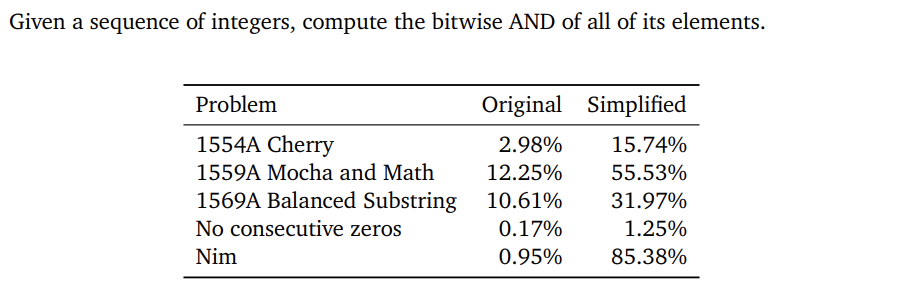 Given a sequence of integers, compute the bitwise AND of all of its elements.
Problem Original Simplified
1554A Cherry 2.98% 15.74%
1559A Mocha and Math 12.25% 55.53%
1569A Balanced Substring 10.61% 31.97%
No consecutive zeros 0.17% 1.25%
Nim 0.95% 85.38%